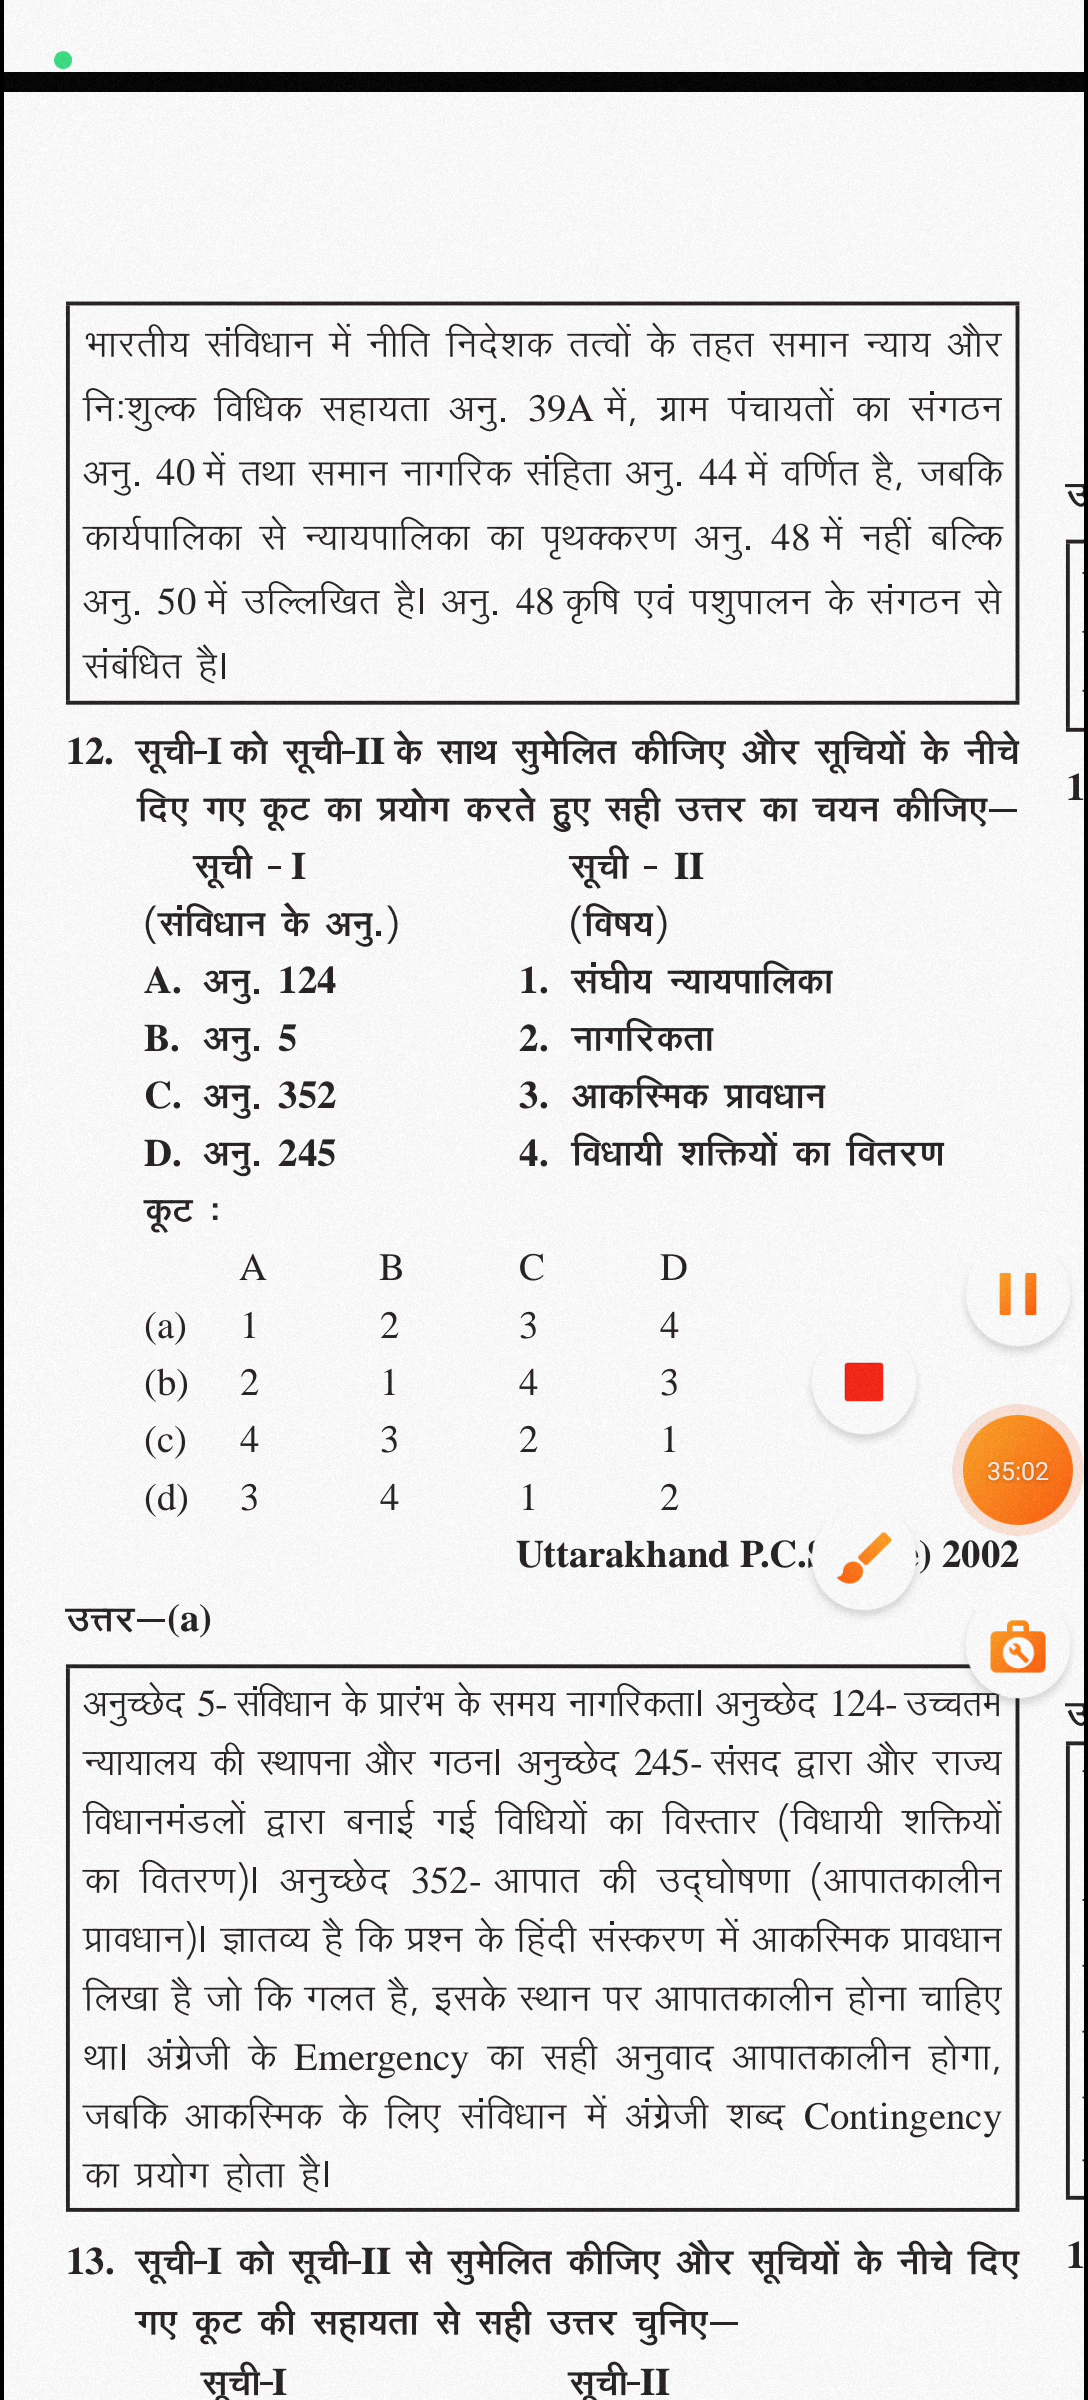 भारतीय संविधान में नीति निदेशक तत्वों के तहत समान न्याय और
निःशुल्क विधिक सहायता अनु. 39A में, ग्राम पंचायतों का संगठन
अनु. 40 में तथा समान नागरिक संहिता अनु. 44 में वर्णित है, जबकि
कार्यपालिका से न्यायपालिका का पृथक्करण अनु. 48 में नहीं बल्कि
अनु. 50 में उल्लिखित है। अनु. 48 कृषि एवं पशुपालन के संगठन से
संबंधित है।
12. सूची-I को सूची-II के साथ सुमेलित कीजिए और सूचियों के नीचे
दिए गए कूट का प्रयोग करते हुए सही उत्तर का चयन कीजिए—
सूची - I सूची - II
(संविधान के अनु.) (विषय)
A. अनु. 124 1. संघीय न्यायपालिका
B. अनु. 5 2. नागरिकता
C. अनु. 352 3. आकस्मिक प्रावधान
D. अनु. 245 4. विधायी शक्तियों का वितरण
कूट :
A B C D
(a) 1 2 3 4
(b) 2 1 4 3
(c) 4 3 2 1
(d) 3 4 1 2
35:02
Uttarakhand 2002
उत्तर—(a)
अनुच्छेद 5- संविधान के प्रारंभ के समय नागरिकता। अनुच्छेद 124- उच्चतम
न्यायालय की स्थापना और गठन। अनुच्छेद 245- संसद द्वारा और राज्य
विधानमंडलों द्वारा बनाई गई विधियों का विस्तार (विधायी शक्तियों
का वितरण)। अनुच्छेद 352- आपात की उद्घोषणा (आपातकालीन
प्रावधान)। ज्ञातव्य है कि प्रश्न के हिंदी संस्करण में आकस्मिक प्रावधान
लिखा है जो कि गलत है, इसके स्थान पर आपातकालीन होना चाहिए
था। अंग्रेजी के Emergency का सही अनुवाद आपातकालीन होगा,
जबकि आकस्मिक के लिए संविधान में अंग्रेजी शब्द Contingency
का प्रयोग होता है।
13. सूची-I को सूची-II से सुमेलित कीजिए और सूचियों के नीचे दिए
गए कूट की सहायता से सही उत्तर चुनिए—
सूची-I सूची-II